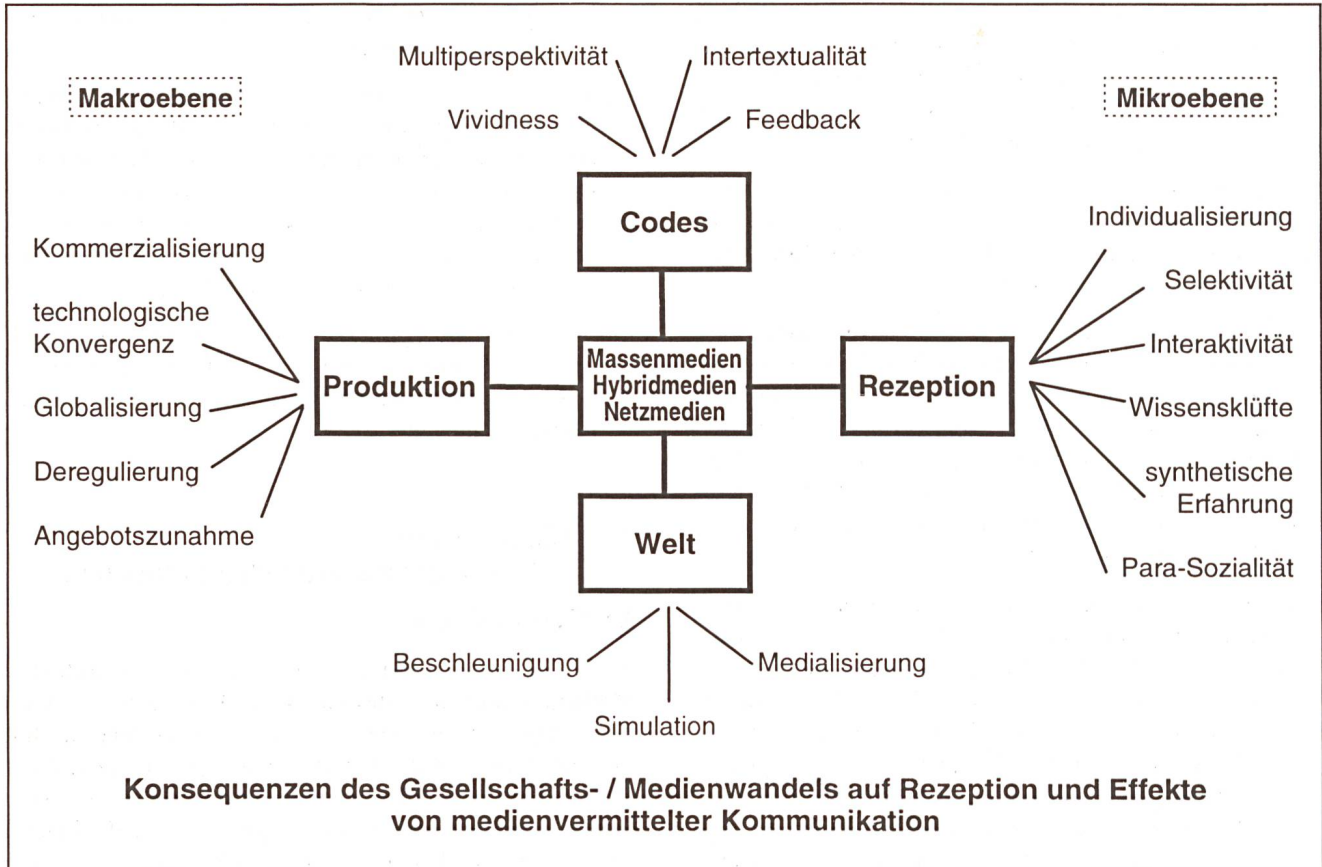 Multiperspektivität
Intertextualität
Makroebene
Mikroebene
Vividness
Feedback
Codes
Individualisierung
Kommerzialisierung
Selektivität
technologische
Konvergenz
Interaktivität
Produktion
Massenmedien
Hybridmedien
Netzmedien
Rezeption
Globalisierung
Wissensklüfte
Deregulierung
synthetische
Erfahrung
Angebotszunahme
Welt
Para-Sozialität
Beschleunigung
Medialisierung
Simulation
Konsequenzen des Gesellschafts- / Medienwandels auf Rezeption und Effekte
von medienvermittelter Kommunikation